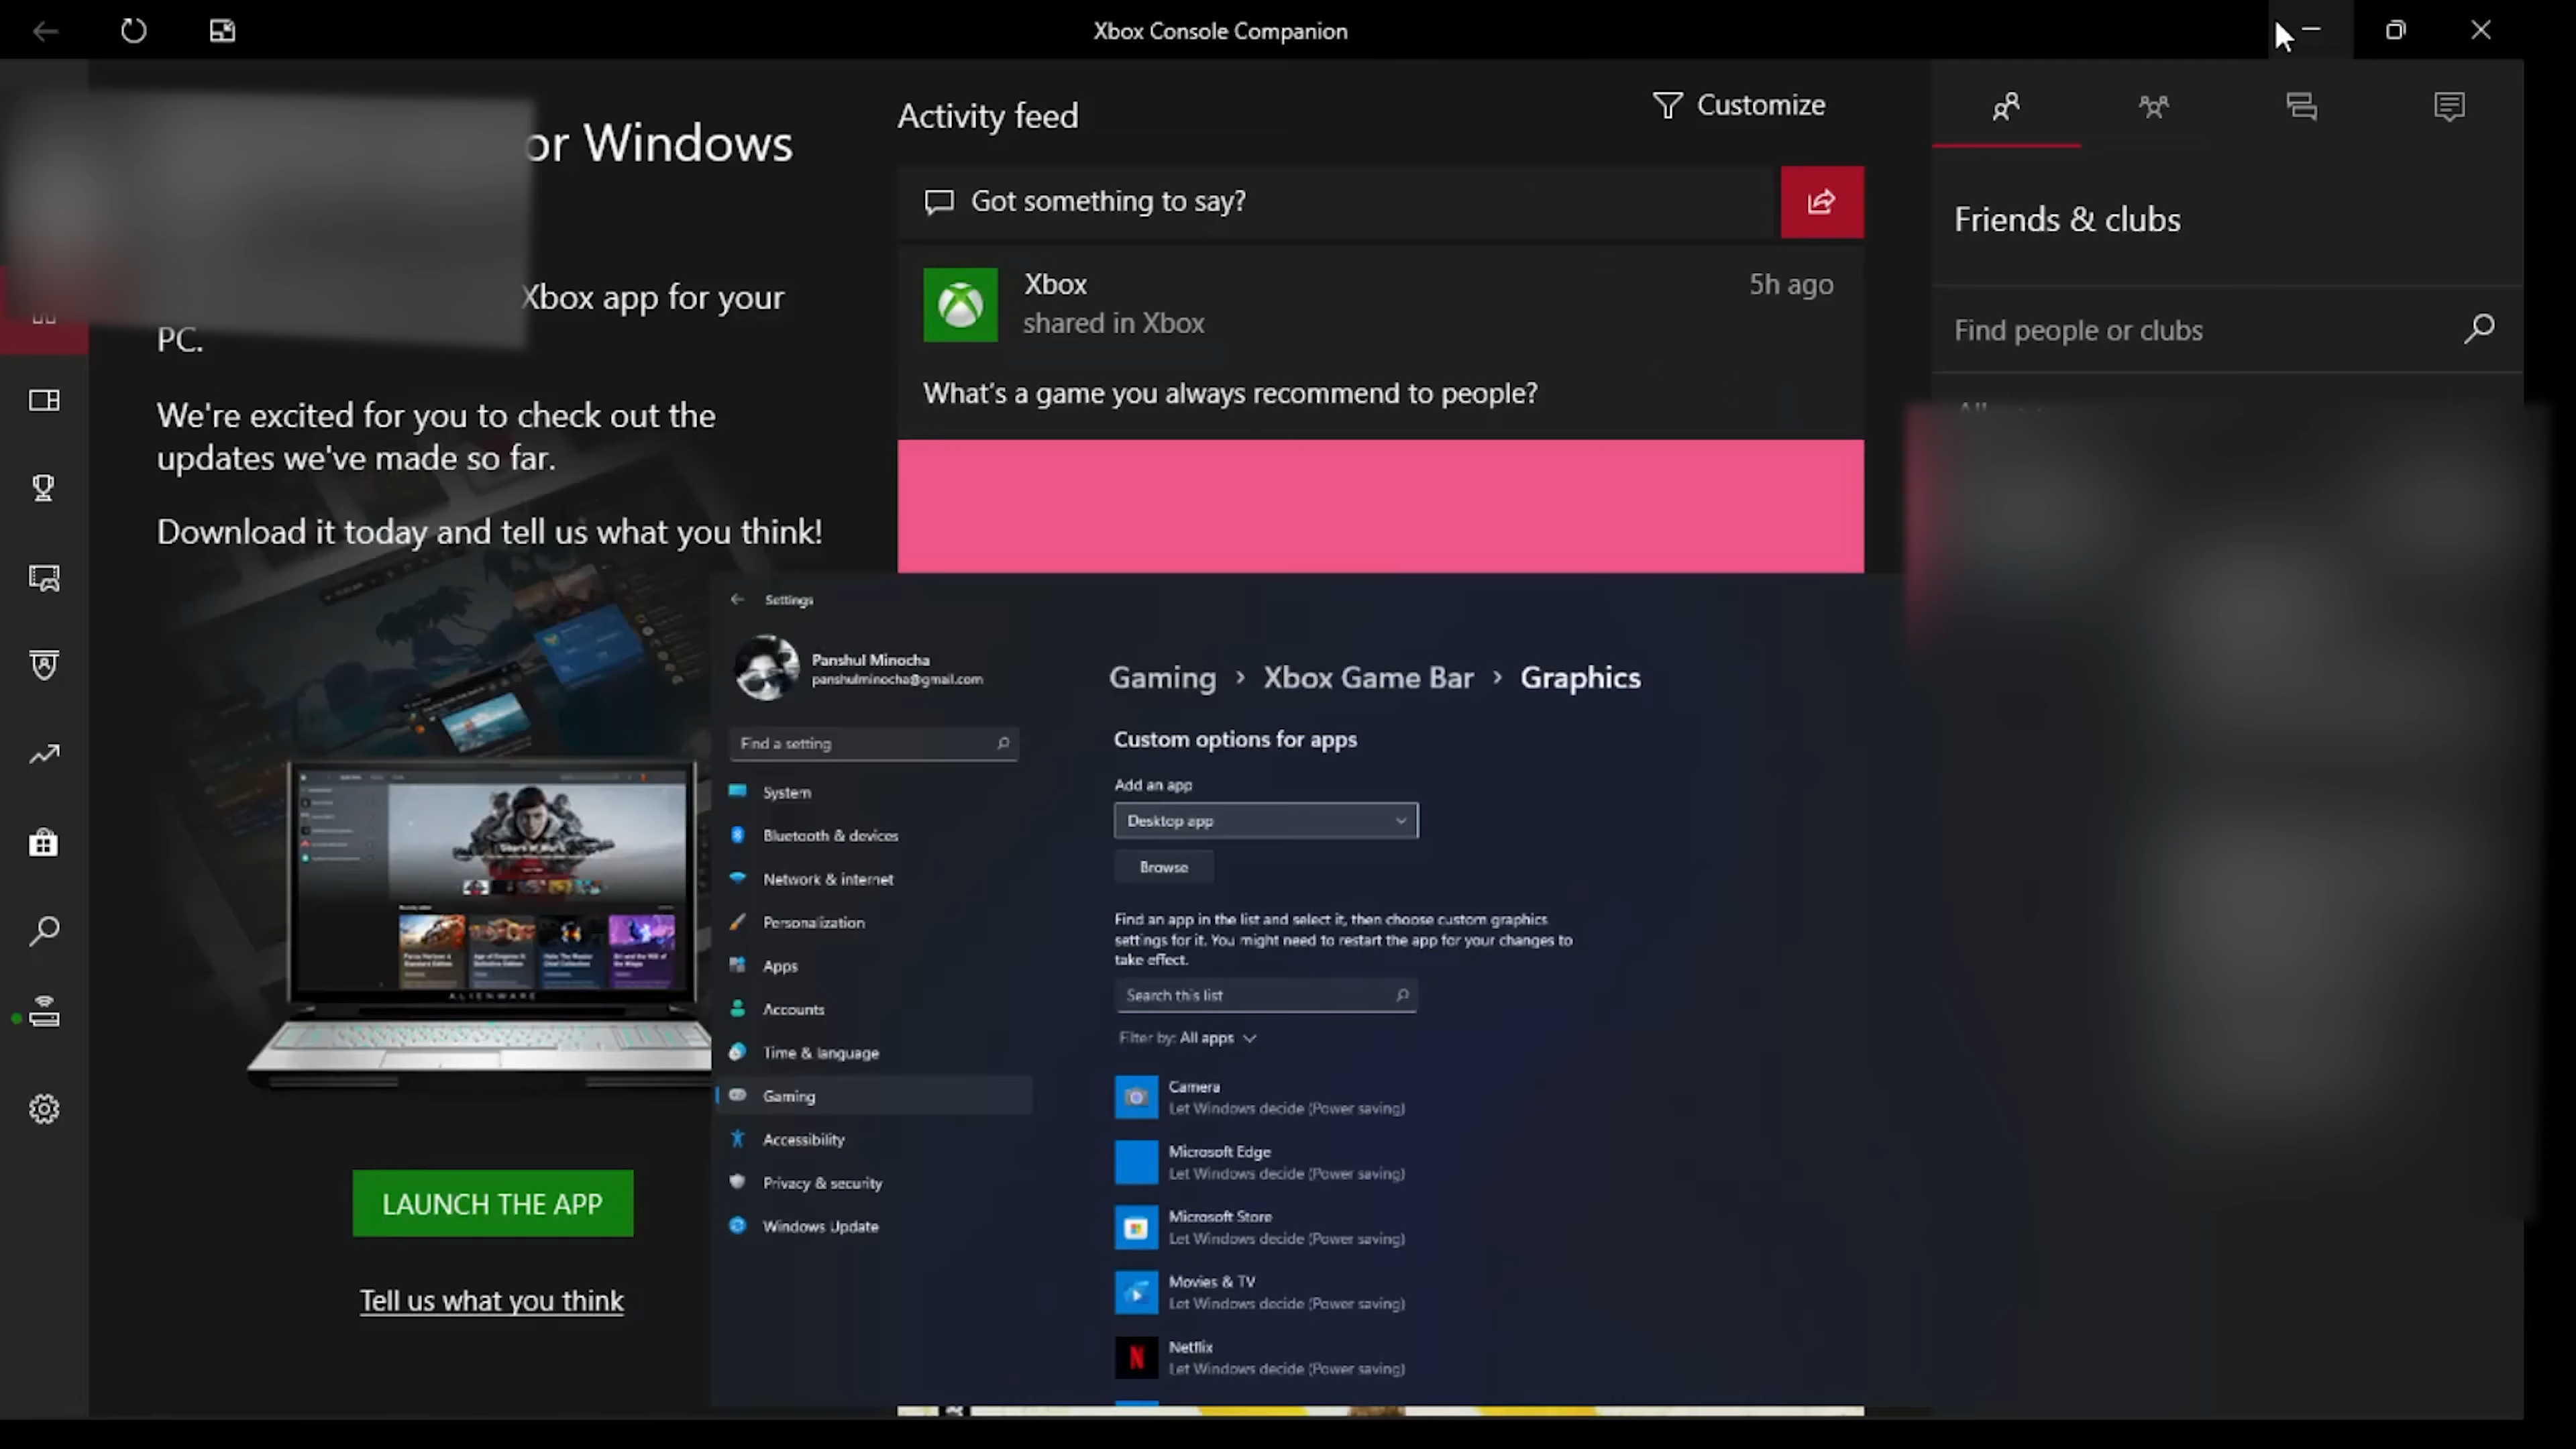 Xbox Console Companion
or Windows
Xbox app for your
PC.
We're excited for you to check out the
updates we've made so far.
Download it today and tell us what you think!
ALIENWARE
LAUNCH THE APP
Tell us what you think
Activity feed
Customize
Got something to say?
Xbox
5h ago
shared in Xbox
What's a game you always recommend to people?
Friends & clubs
Find people or clubs
Settings
Panshul Minocha
panshulminocha@gmail.com
Find a setting
System
Bluetooth & devices
Network & internet
Personalization
Apps
Accounts
Time & language
Gaming
Accessibility
Privacy & security
Windows Update
Gaming › Xbox Game Bar › Graphics
Custom options for apps
Add an app
Desktop app
Browse
Find an app in the list and select it, then choose custom graphics
settings for it. You might need to restart the app for your changes to
take effect.
Search this list
Filter by: All apps
Camera
Let Windows decide (Power saving)
Microsoft Edge
Let Windows decide (Power saving)
Microsoft Store
Let Windows decide (Power saving)
Movies & TV
Let Windows decide (Power saving)
Netflix
Let Windows decide (Power saving)